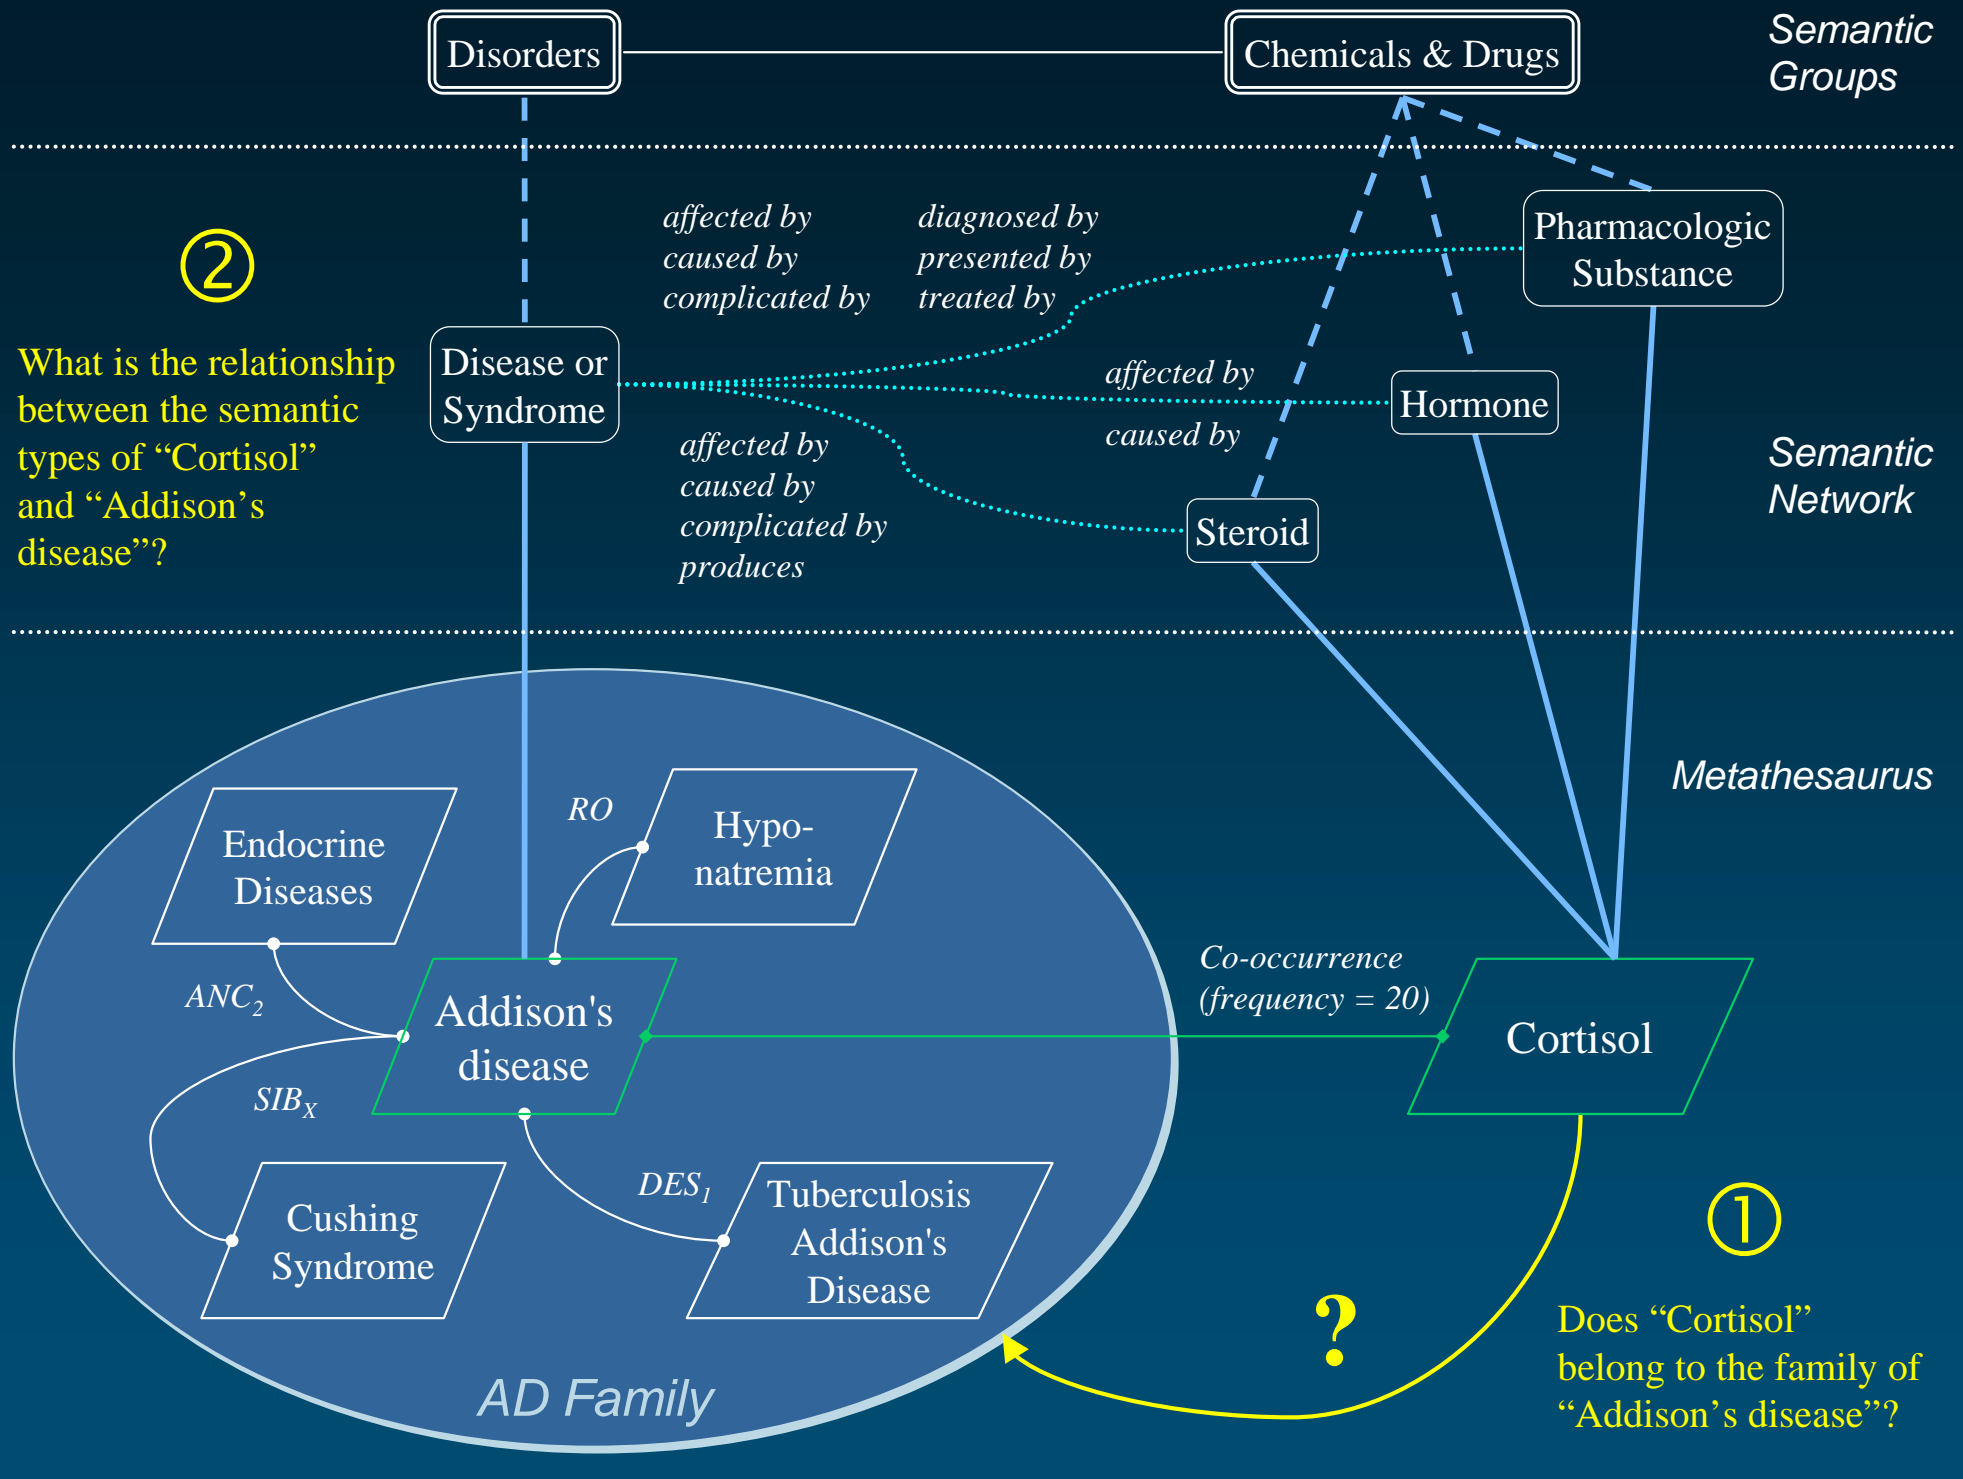 Disorders
Chemicals & Drugs
Semantic
Groups
②
What is the relationship
between the semantic
types of “Cortisol”
and “Addison’s
disease”?
affected by
caused by
complicated by
diagnosed by
presented by
treated by
Pharmacologic
Substance
Disease or
Syndrome
affected by
caused by
Hormone
affected by
caused by
complicated by
produces
Steroid
Semantic
Network
Metathesaurus
Endocrine
Diseases
RO
Hypo-
natremia
ANC2
Addison's
disease
Co-occurrence
(frequency = 20)
Cortisol
SIBX
DES1
Cushing
Syndrome
Tuberculosis
Addison's
Disease
AD Family
?
①
Does “Cortisol”
belong to the family of
“Addison’s disease”?